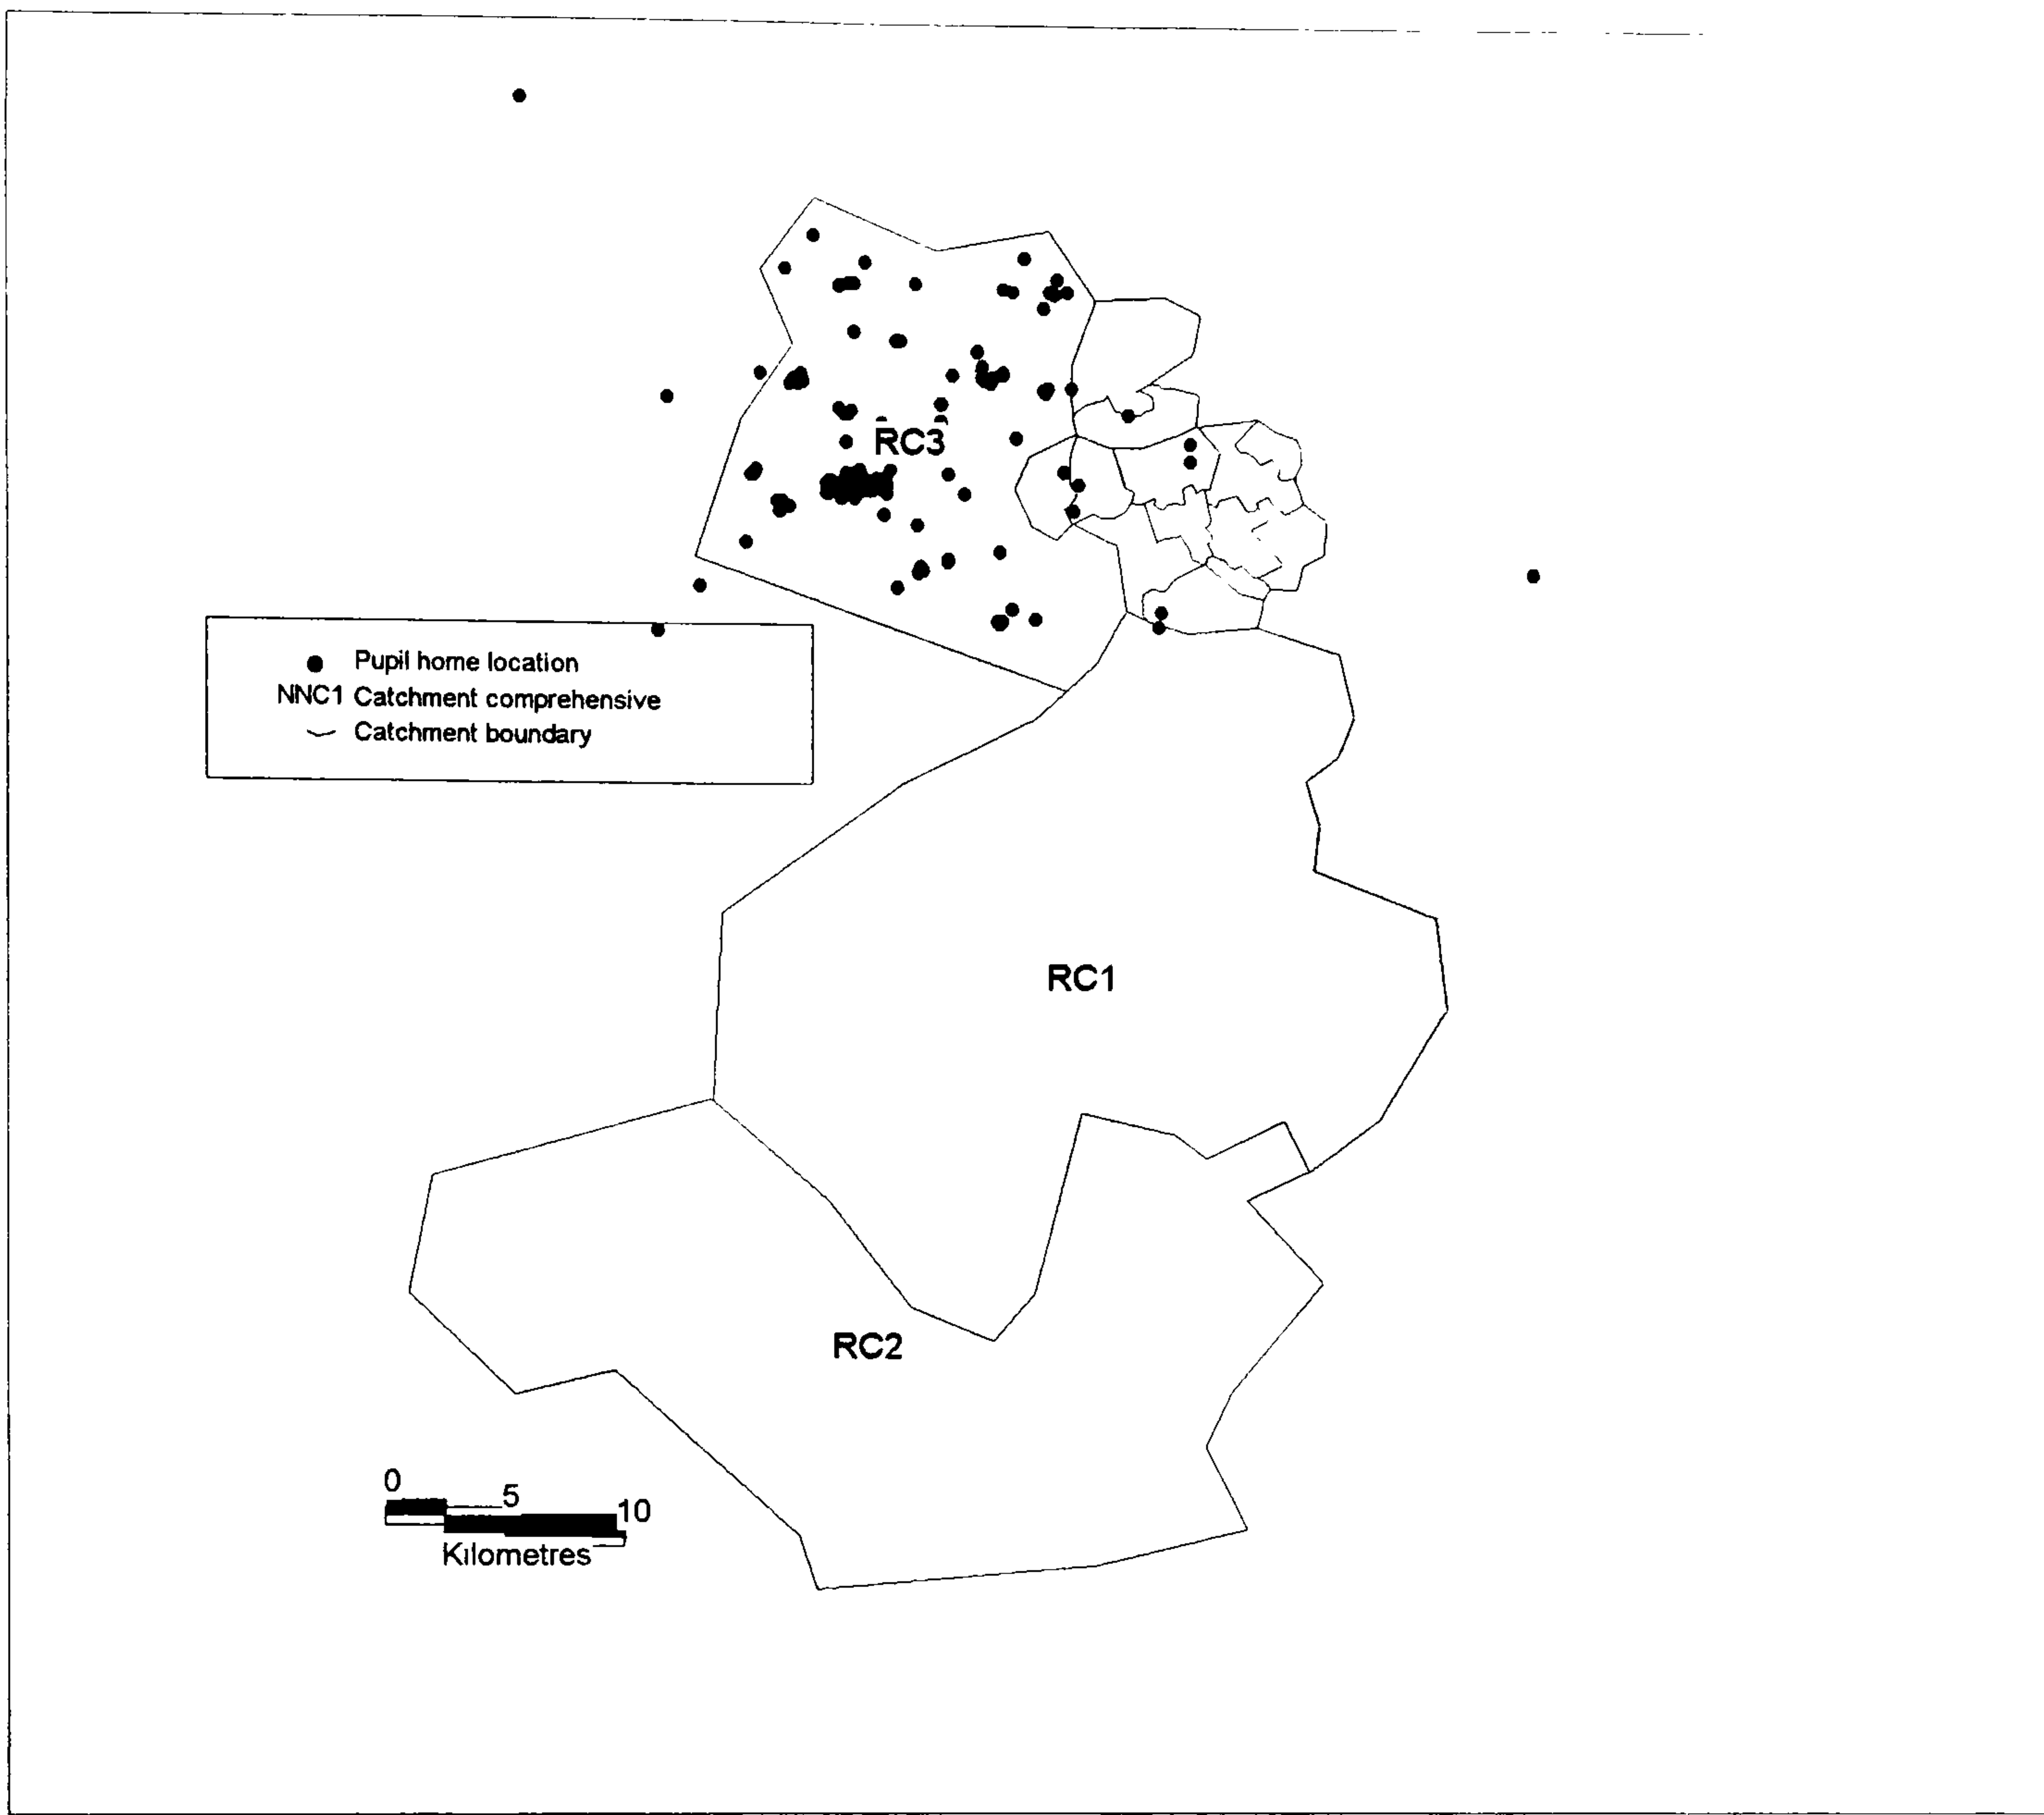 RC3
Pupil home location
NNC1 Catchment comprehensive
Catchment boundary
RC1
RC2
0 5 10
Kilometres